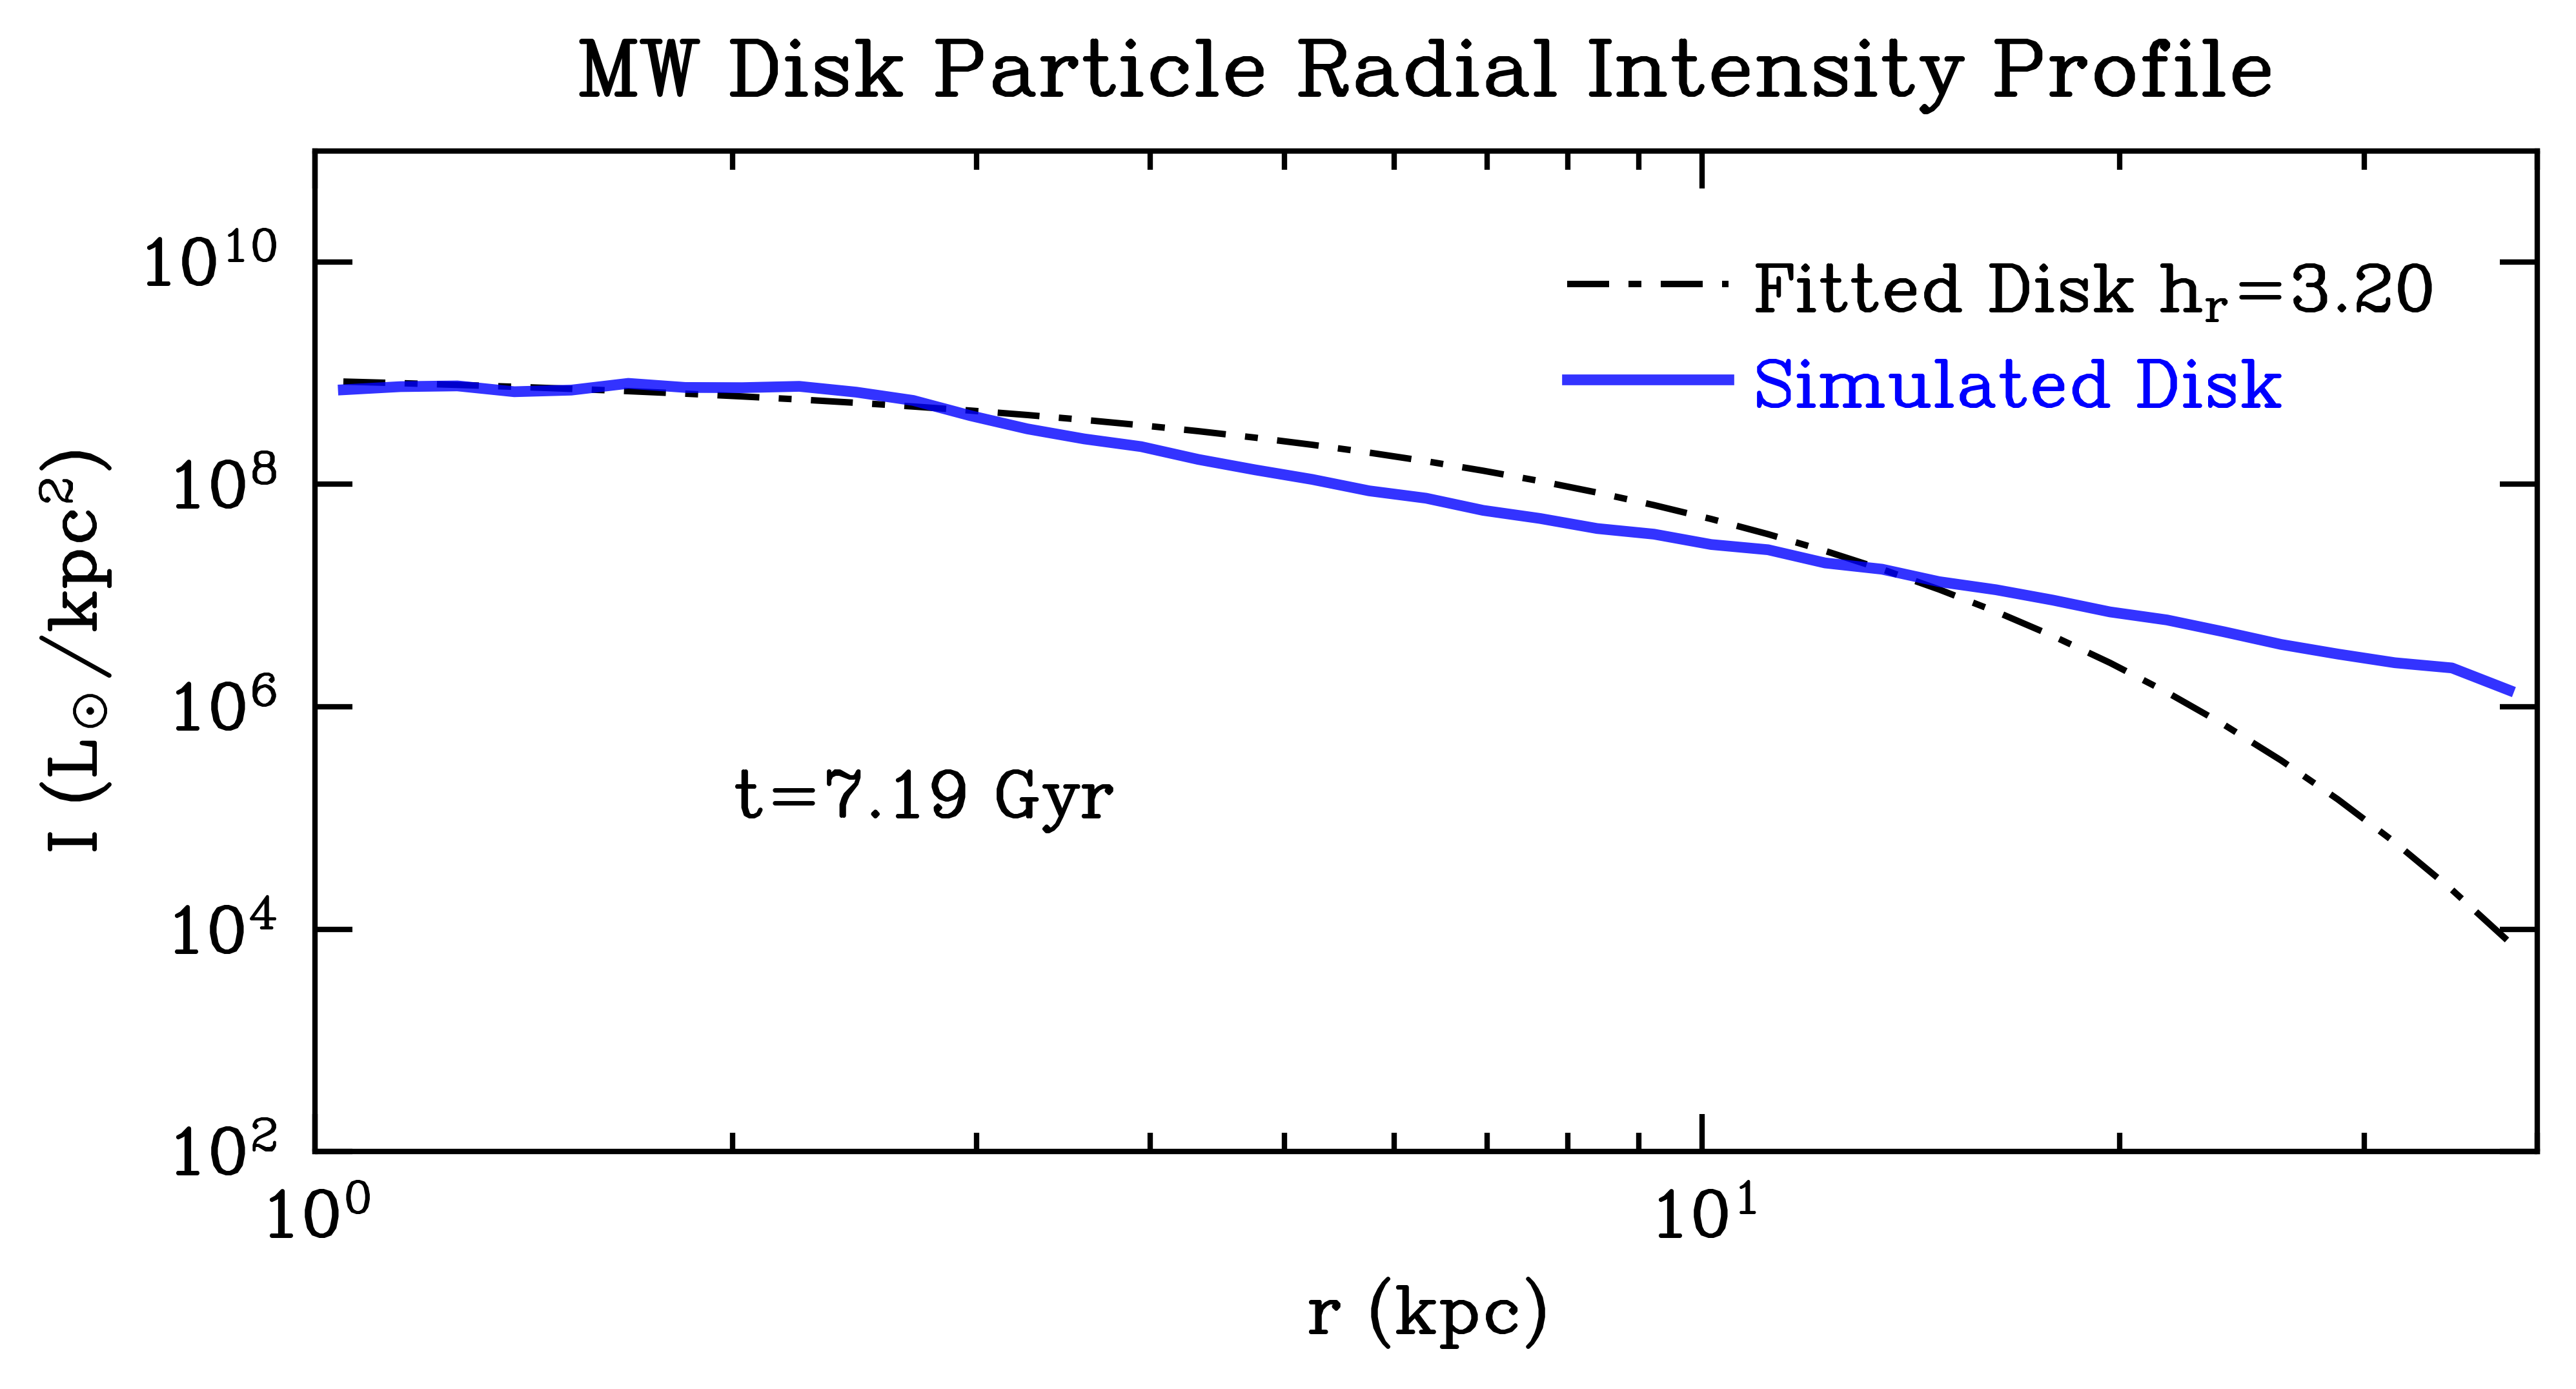 MW Disk Particle Radial Intensity Profile
I (L☉/kpc²)
10¹⁰
10⁸
10⁶
10⁴
10²
Fitted Disk hᵣ=3.20
Simulated Disk
t=7.19 Gyr
10⁰
10¹
r (kpc)